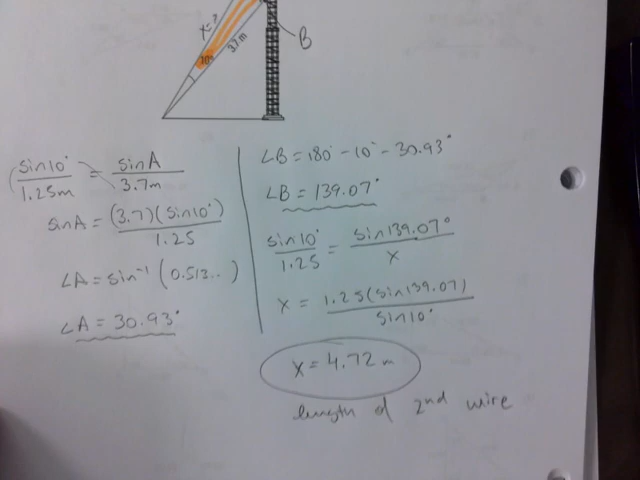 x=?
10°
3.7m
B
sin10° / 1.25m = sinA / 3.7m
sinA = (3.7)(sin10°) / 1.25
∠A = sin⁻¹ (0.513..)
∠A = 30.93°
∠B = 180° - 10° - 30.93°
∠B = 139.07°
sin10° / 1.25 = sin139.07° / x
x = 1.25(sin139.07) / sin10°
x = 4.72 m
length of 2nd wire